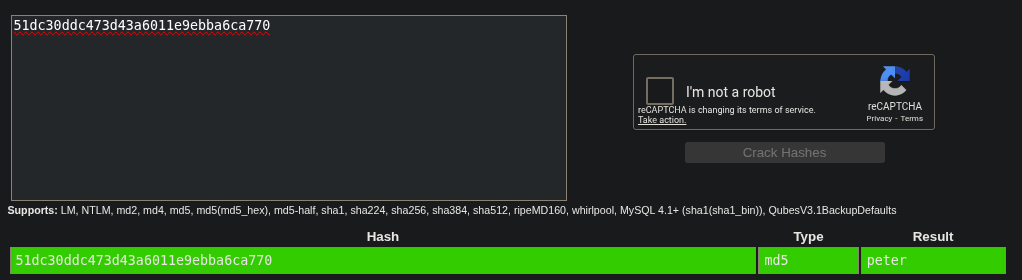 51dc30ddc473d43a6011e9ebba6ca770
I'm not a robot
reCAPTCHA is changing its terms of service.
Take action.
reCAPTCHA
Privacy - Terms
Crack Hashes
Supports: LM, NTLM, md2, md4, md5, md5(md5_hex), md5-half, sha1, sha224, sha256, sha384, sha512, ripeMD160, whirlpool, MySQL 4.1+ (sha1(sha1_bin)), QubesV3.1BackupDefaults
Hash Type Result
51dc30ddc473d43a6011e9ebba6ca770 md5 peter